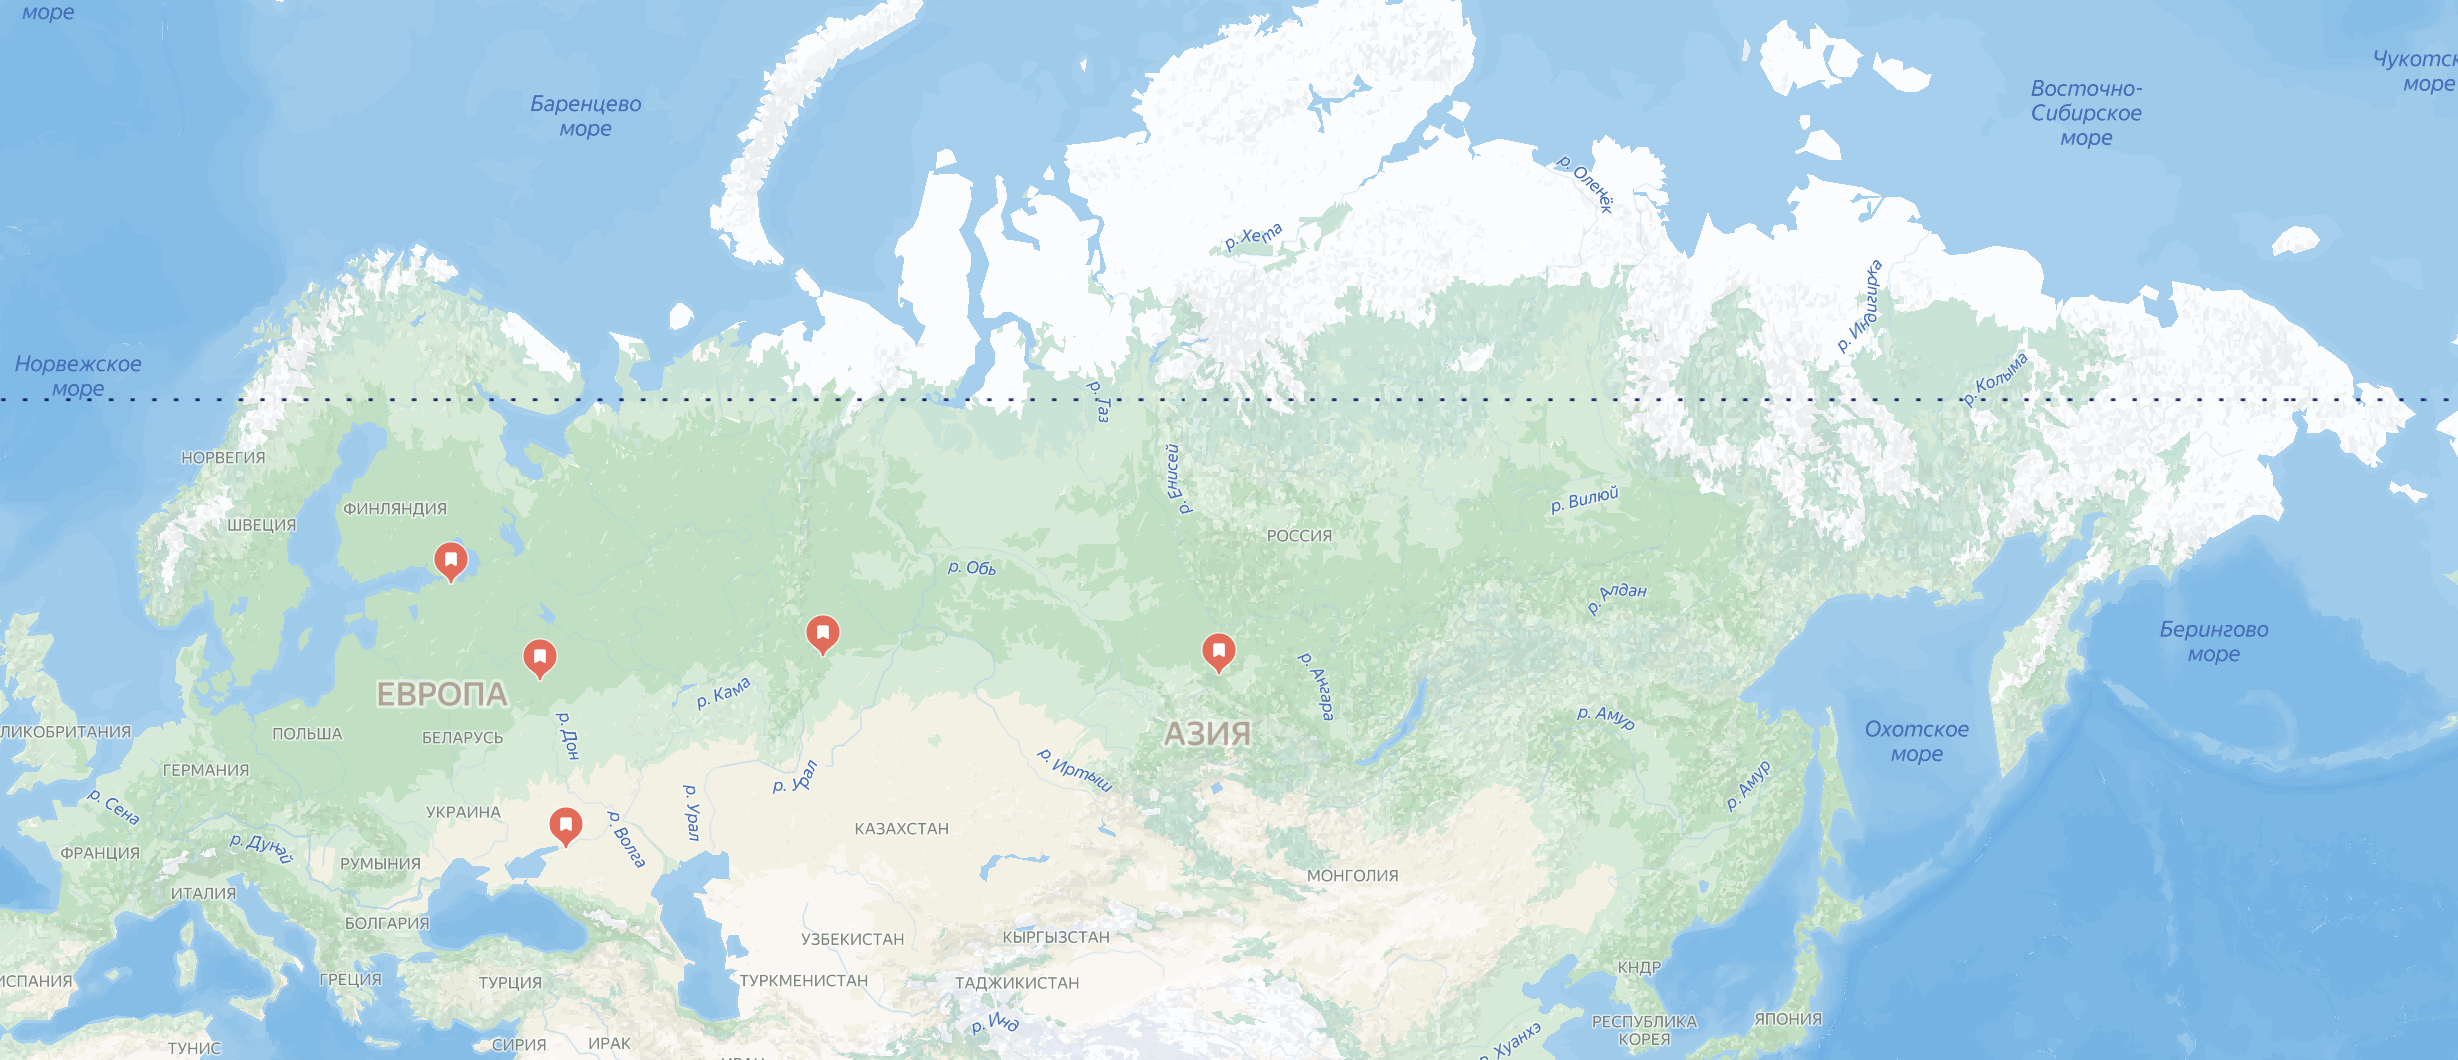 море
Баренцево
море
Чукотск
море
Восточно-
Сибирское
море
р. Оленёк
р. Хета
р. Индигирка
Норвежское
море
р. Колыма
р. Таз
НОРВЕГИЯ
р. Енисей
р. Вилюй
ФИНЛЯНДИЯ
ШВЕЦИЯ
РОССИЯ
р. Обь
р. Алдан
Берингово
море
р. Ангара
ЕВРОПА
р. Кама
р. Амур
ЛИКОБРИТАНИЯ
ПОЛЬША
БЕЛАРУСЬ
р. Дон
АЗИЯ
Охотское
море
ГЕРМАНИЯ
р. Урал
р. Иртыш
р. Амур
р. Сена
УКРАИНА
р. Урал
р. Волга
КАЗАХСТАН
р. Дунай
ФРАНЦИЯ
РУМЫНИЯ
МОНГОЛИЯ
ИТАЛИЯ
БОЛГАРИЯ
УЗБЕКИСТАН
КЫРГЫЗСТАН
ИСПАНИЯ
ГРЕЦИЯ
ТУРЦИЯ
ТУРКМЕНИСТАН
ТАДЖИКИСТАН
КНДР
р. Инд
РЕСПУБЛИКА
КОРЕЯ
ЯПОНИЯ
р. Хуанхэ
ТУНИС
СИРИЯ
ИРАК
ИРАН